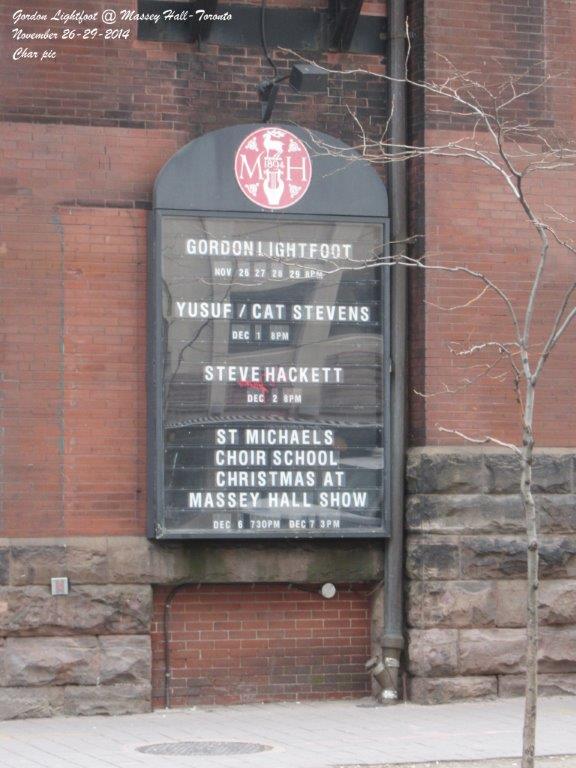 Gordon Lightfoot @ Massey Hall-Toronto
November 26-29-2014
Char pic
M 1894 H
GORDON LIGHTFOOT
NOV 26 27 28 29 8PM
YUSUF / CAT STEVENS
DEC 1 8PM
STEVE HACKETT
DEC 2 8PM
ST MICHAELS
CHOIR SCHOOL
CHRISTMAS AT
MASSEY HALL SHOW
DEC 6 730PM DEC 7 3PM